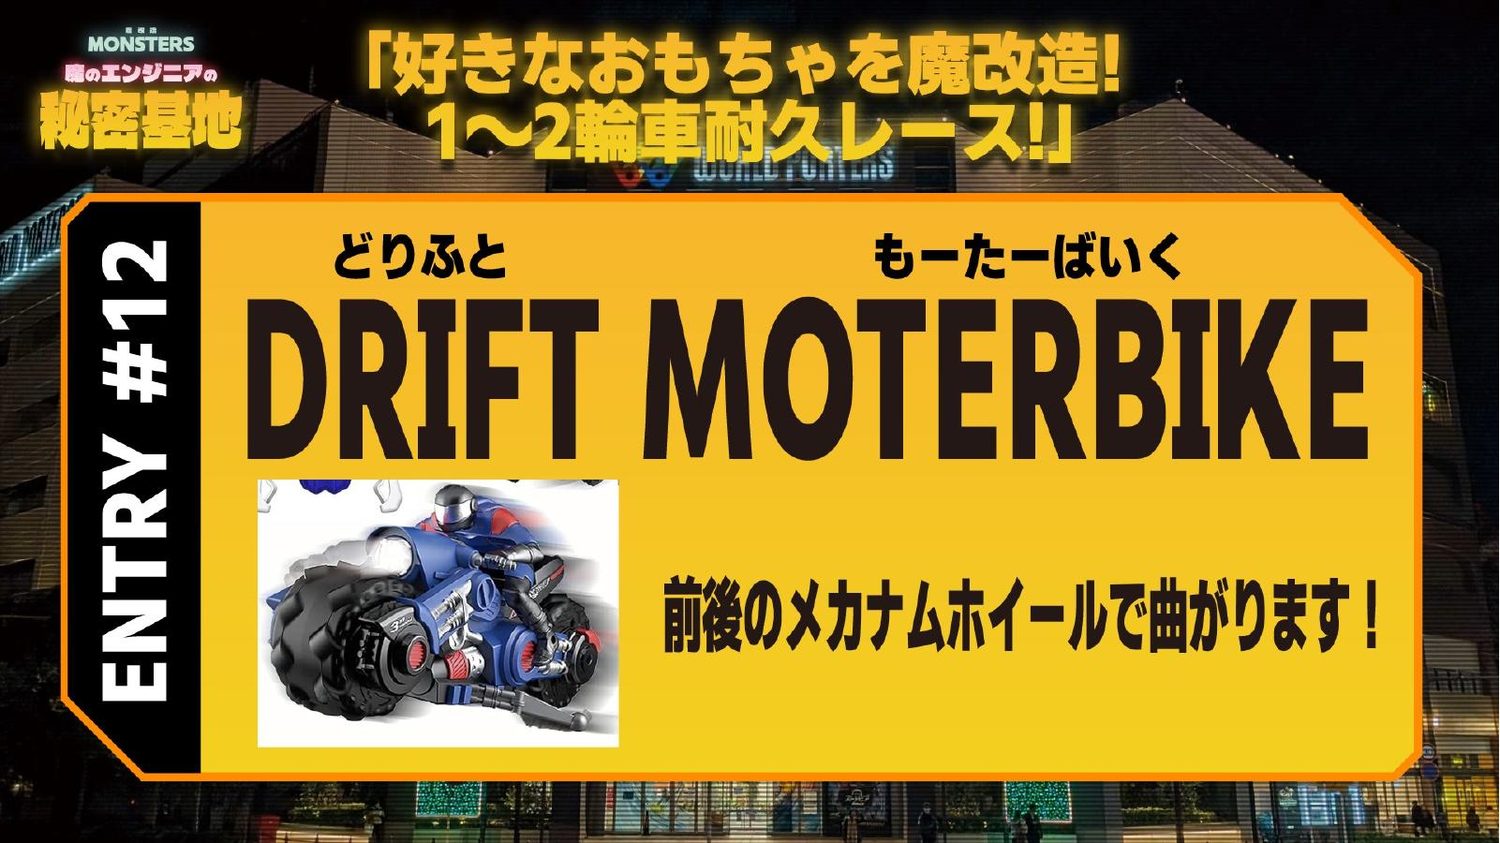 魔改造
MONSTERS
魔のエンジニアの
秘密基地
「好きなおもちゃを魔改造!
1〜2輪車耐久レース!」
WORLD PORTERS
ENTRY #12
どりふと もーたーばいく
DRIFT MOTERBIKE
前後のメカナムホイールで曲がります！